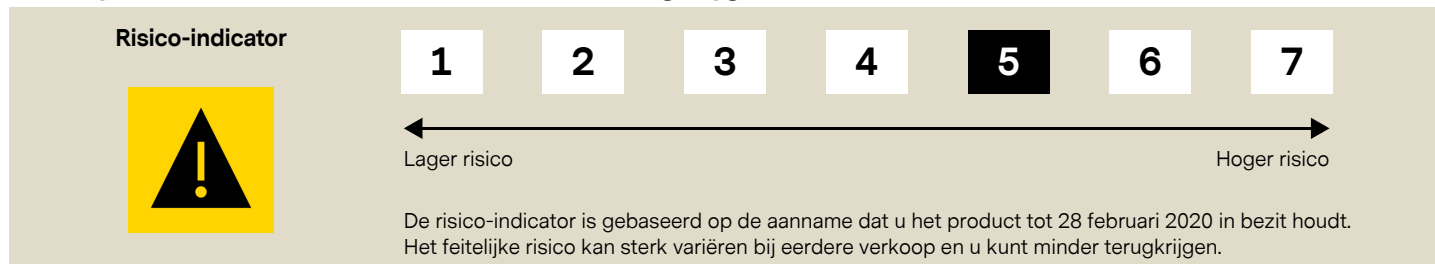 Risico-indicator
1 2 3 4 5 6 7
Lager risico Hoger risico
De risico-indicator is gebaseerd op de aanname dat u het product tot 28 februari 2020 in bezit houdt.
Het feitelijke risico kan sterk variëren bij eerdere verkoop en u kunt minder terugkrijgen.